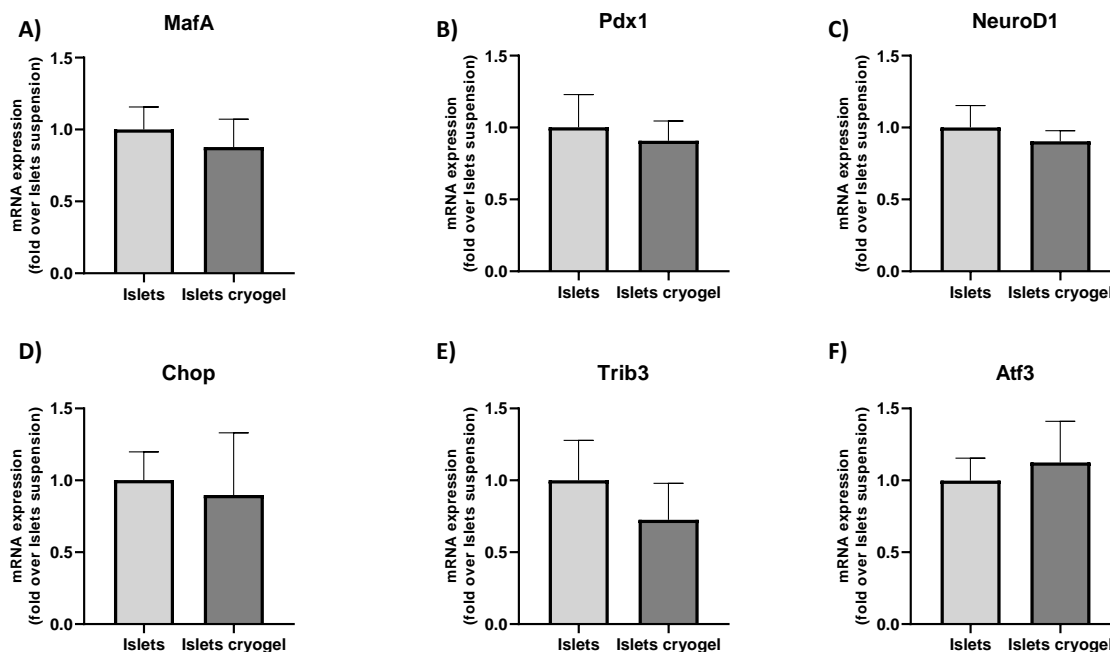 A)
MafA
mRNA expression
(fold over Islets suspension)
1.5
1.0
0.5
0.0
Islets
Islets cryogel
B)
Pdx1
mRNA expression
(fold over Islets suspension)
1.5
1.0
0.5
0.0
Islets
Islets cryogel
C)
NeuroD1
mRNA expression
(fold over Islets suspension)
1.5
1.0
0.5
0.0
Islets
Islets cryogel
D)
Chop
mRNA expression
(fold over Islets suspension)
1.5
1.0
0.5
0.0
Islets
Islets cryogel
E)
Trib3
mRNA expression
(fold over Islets suspension)
1.5
1.0
0.5
0.0
Islets
Islets cryogel
F)
Atf3
mRNA expression
(fold over Islets suspension)
1.5
1.0
0.5
0.0
Islets
Islets cryogel